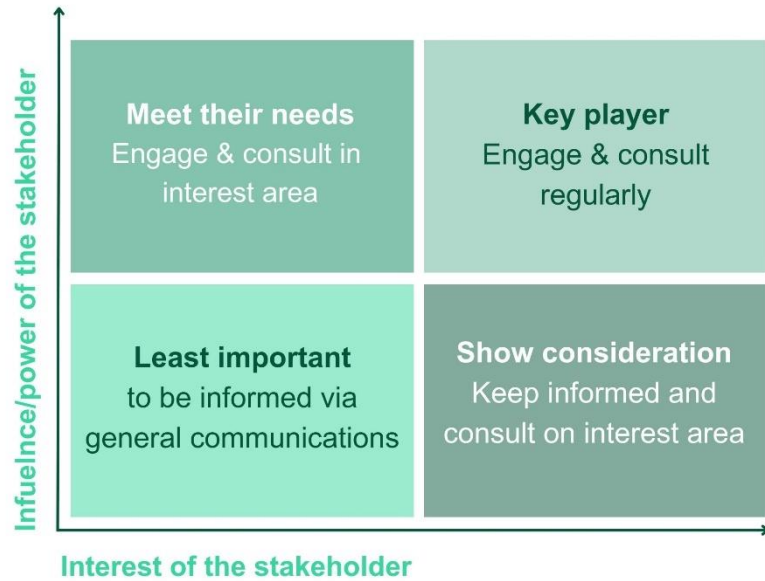 Infuelnce/power of the stakeholder
Meet their needs
Engage & consult in
interest area
Key player
Engage & consult
regularly
Least important
to be informed via
general communications
Show consideration
Keep informed and
consult on interest area
Interest of the stakeholder